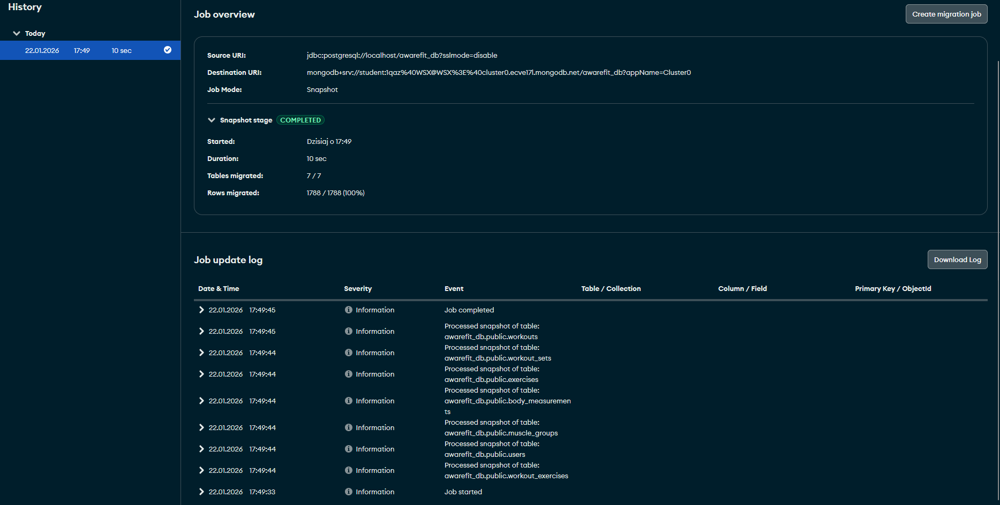 History
Today
22.01.2026 17:49 10 sec
Job overview
Create migration job
Source URI: jdbc:postgresql://localhost/awarefit_db?sslmode=disable
Destination URI: mongodb+srv://student:1qaz%40WSX@WSX%3E%40cluster0.ecve17l.mongodb.net/awarefit_db?appName=Cluster0
Job Mode: Snapshot
Snapshot stage COMPLETED
Started: Dzisiaj o 17:49
Duration: 10 sec
Tables migrated: 7 / 7
Rows migrated: 1788 / 1788 (100%)
Job update log
Download Log
Date & Time Severity Event Table / Collection Column / Field Primary Key / ObjectId
22.01.2026 17:49:45 Information Job completed
22.01.2026 17:49:45 Information Processed snapshot of table:
awarefit_db.public.workouts
22.01.2026 17:49:44 Information Processed snapshot of table:
awarefit_db.public.workout_sets
22.01.2026 17:49:44 Information Processed snapshot of table:
awarefit_db.public.exercises
22.01.2026 17:49:44 Information Processed snapshot of table:
awarefit_db.public.body_measuremen
ts
22.01.2026 17:49:44 Information Processed snapshot of table:
awarefit_db.public.muscle_groups
22.01.2026 17:49:44 Information Processed snapshot of table:
awarefit_db.public.users
22.01.2026 17:49:44 Information Processed snapshot of table:
awarefit_db.public.workout_exercises
22.01.2026 17:49:33 Information Job started